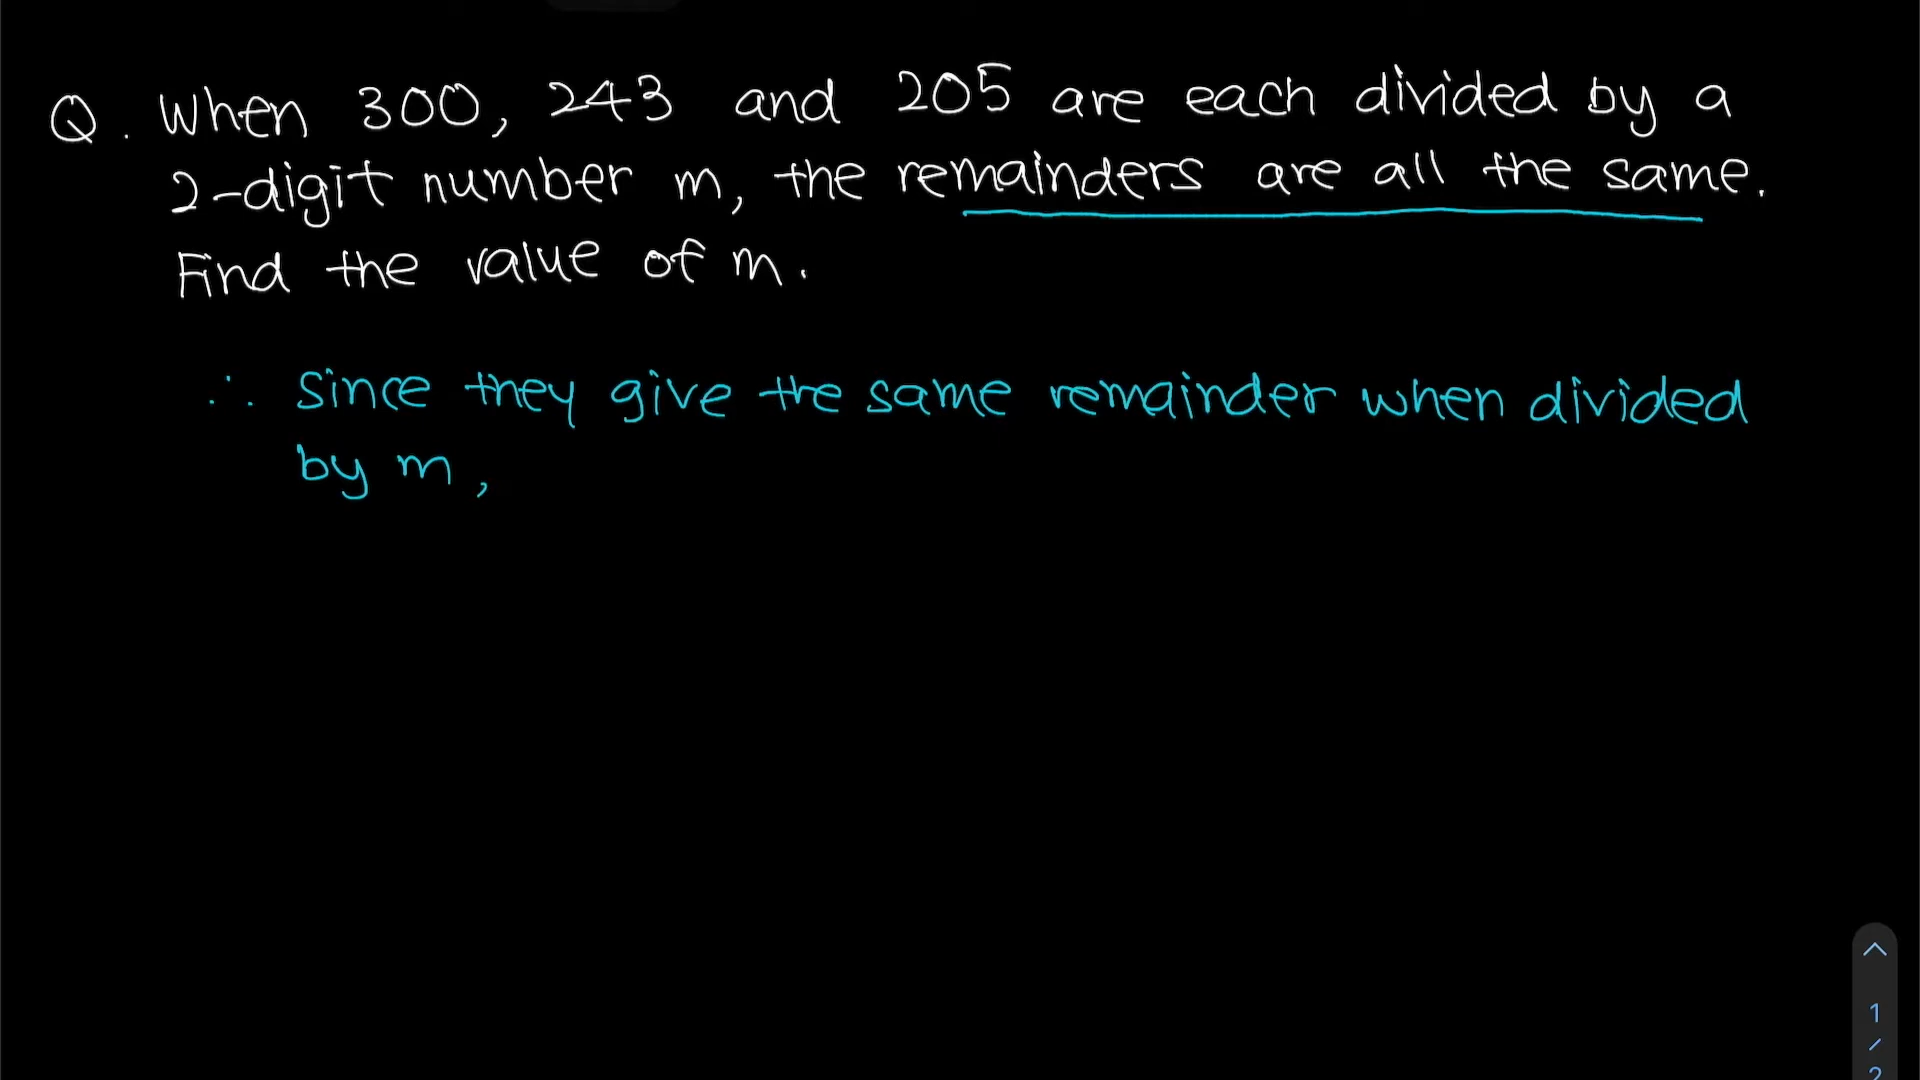 Q. When 300, 243 and 205 are each divided by a
2-digit number m, the remainders are all the same.
Find the value of m.
∴ Since they give the same remainder when divided
by m,
1
/
2